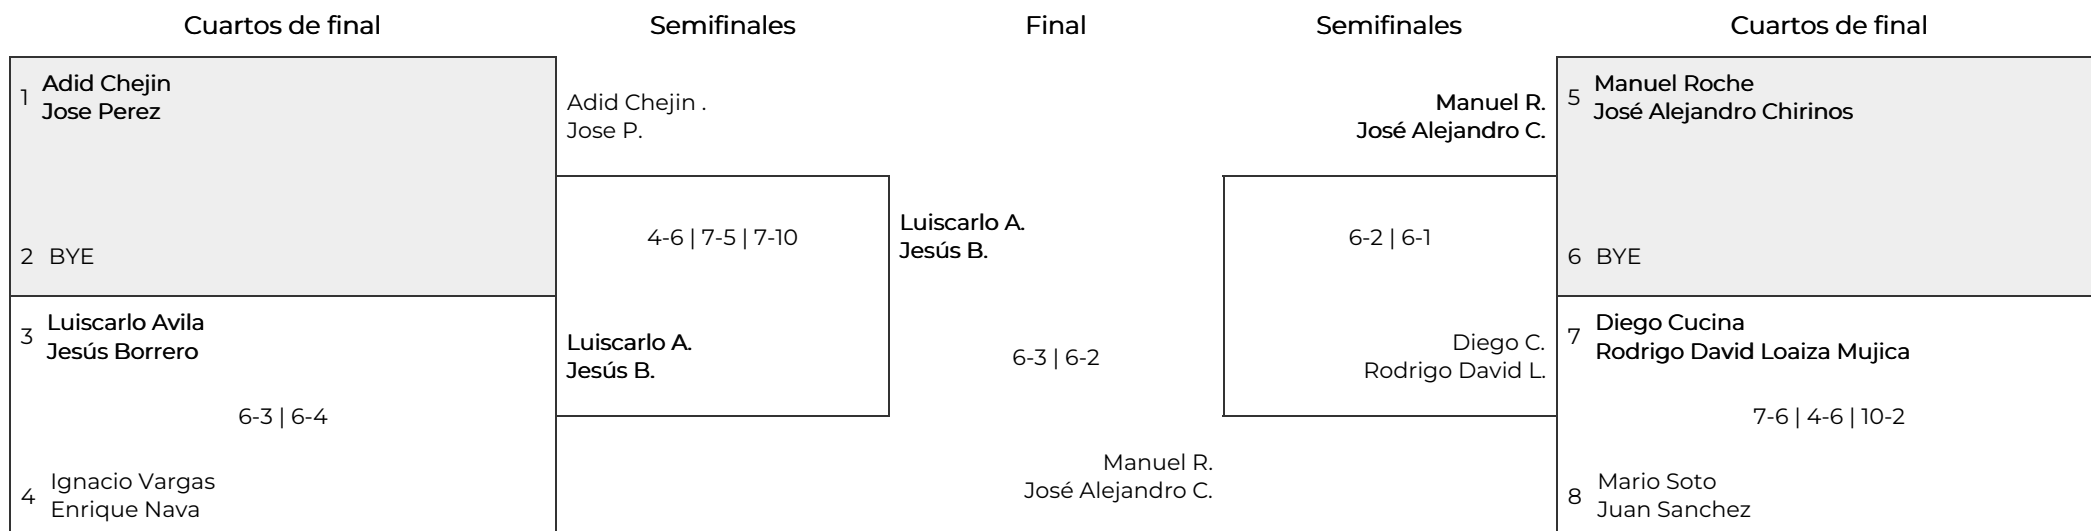 Cuartos de final
Semifinales
Final
Semifinales
Cuartos de final
1
Adid Chejin
Jose Perez
2 BYE
3
Luiscarlo Avila
Jesús Borrero
6-3 | 6-4
4
Ignacio Vargas
Enrique Nava
Adid Chejin .
Jose P.
4-6 | 7-5 | 7-10
Luiscarlo A.
Jesús B.
Luiscarlo A.
Jesús B.
6-3 | 6-2
Manuel R.
José Alejandro C.
Manuel R.
José Alejandro C.
6-2 | 6-1
Diego C.
Rodrigo David L.
5
Manuel Roche
José Alejandro Chirinos
6 BYE
7
Diego Cucina
Rodrigo David Loaiza Mujica
7-6 | 4-6 | 10-2
8
Mario Soto
Juan Sanchez